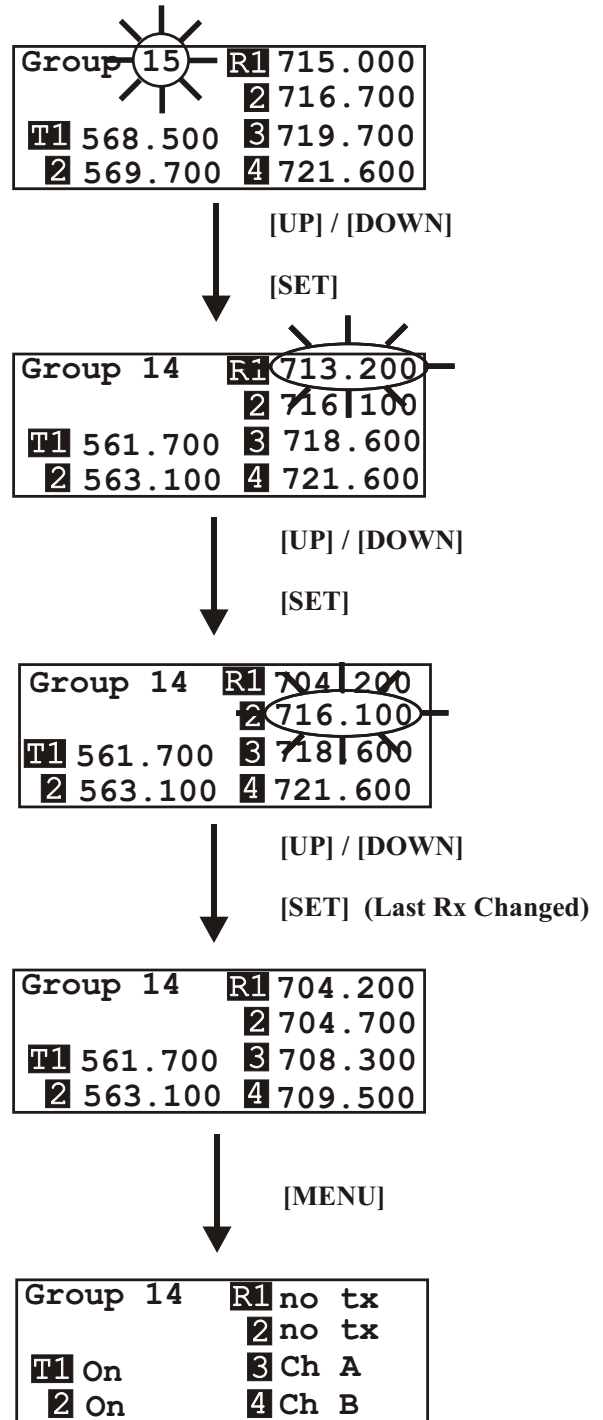 Group 15 R1 715.000
2 716.700
T1 568.500 3 719.700
2 569.700 4 721.600
[UP] / [DOWN]
[SET]
Group 14 R1 713.200
2 716.100
T1 561.700 3 718.600
2 563.100 4 721.600
[UP] / [DOWN]
[SET]
Group 14 R1 704.200
2 716.100
T1 561.700 3 718.600
2 563.100 4 721.600
[UP] / [DOWN]
[SET] (Last Rx Changed)
Group 14 R1 704.200
2 704.700
T1 561.700 3 708.300
2 563.100 4 709.500
[MENU]
Group 14 R1 no tx
2 no tx
T1 On 3 Ch A
2 On 4 Ch B